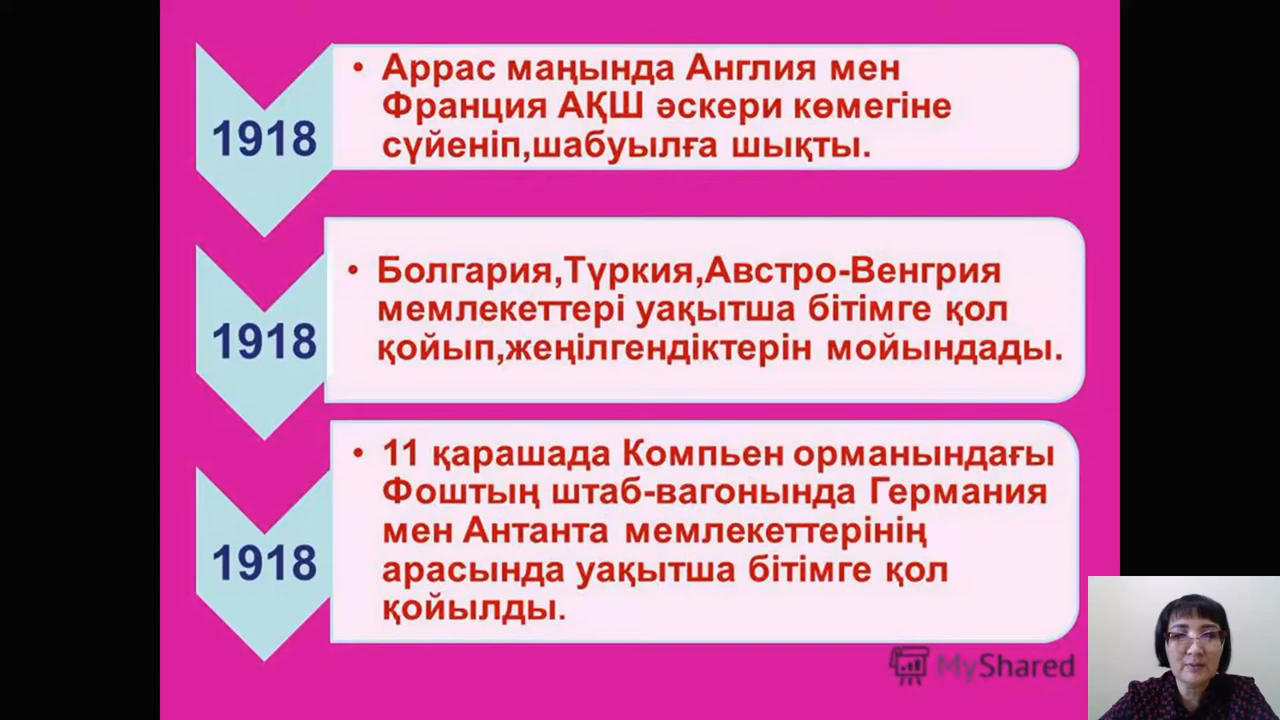 1918
• Аррас маңында Англия мен
Франция АҚШ әскери көмегіне
сүйеніп,шабуылға шықты.
1918
• Болгария,Түркия,Австро-Венгрия
мемлекеттері уақытша бітімге қол
қойып,жеңілгендіктерін мойындады.
1918
• 11 қарашада Компьен орманындағы
Фоштың штаб-вагонында Германия
мен Антанта мемлекеттерінің
арасында уақытша бітімге қол
қойылды.
MyShared